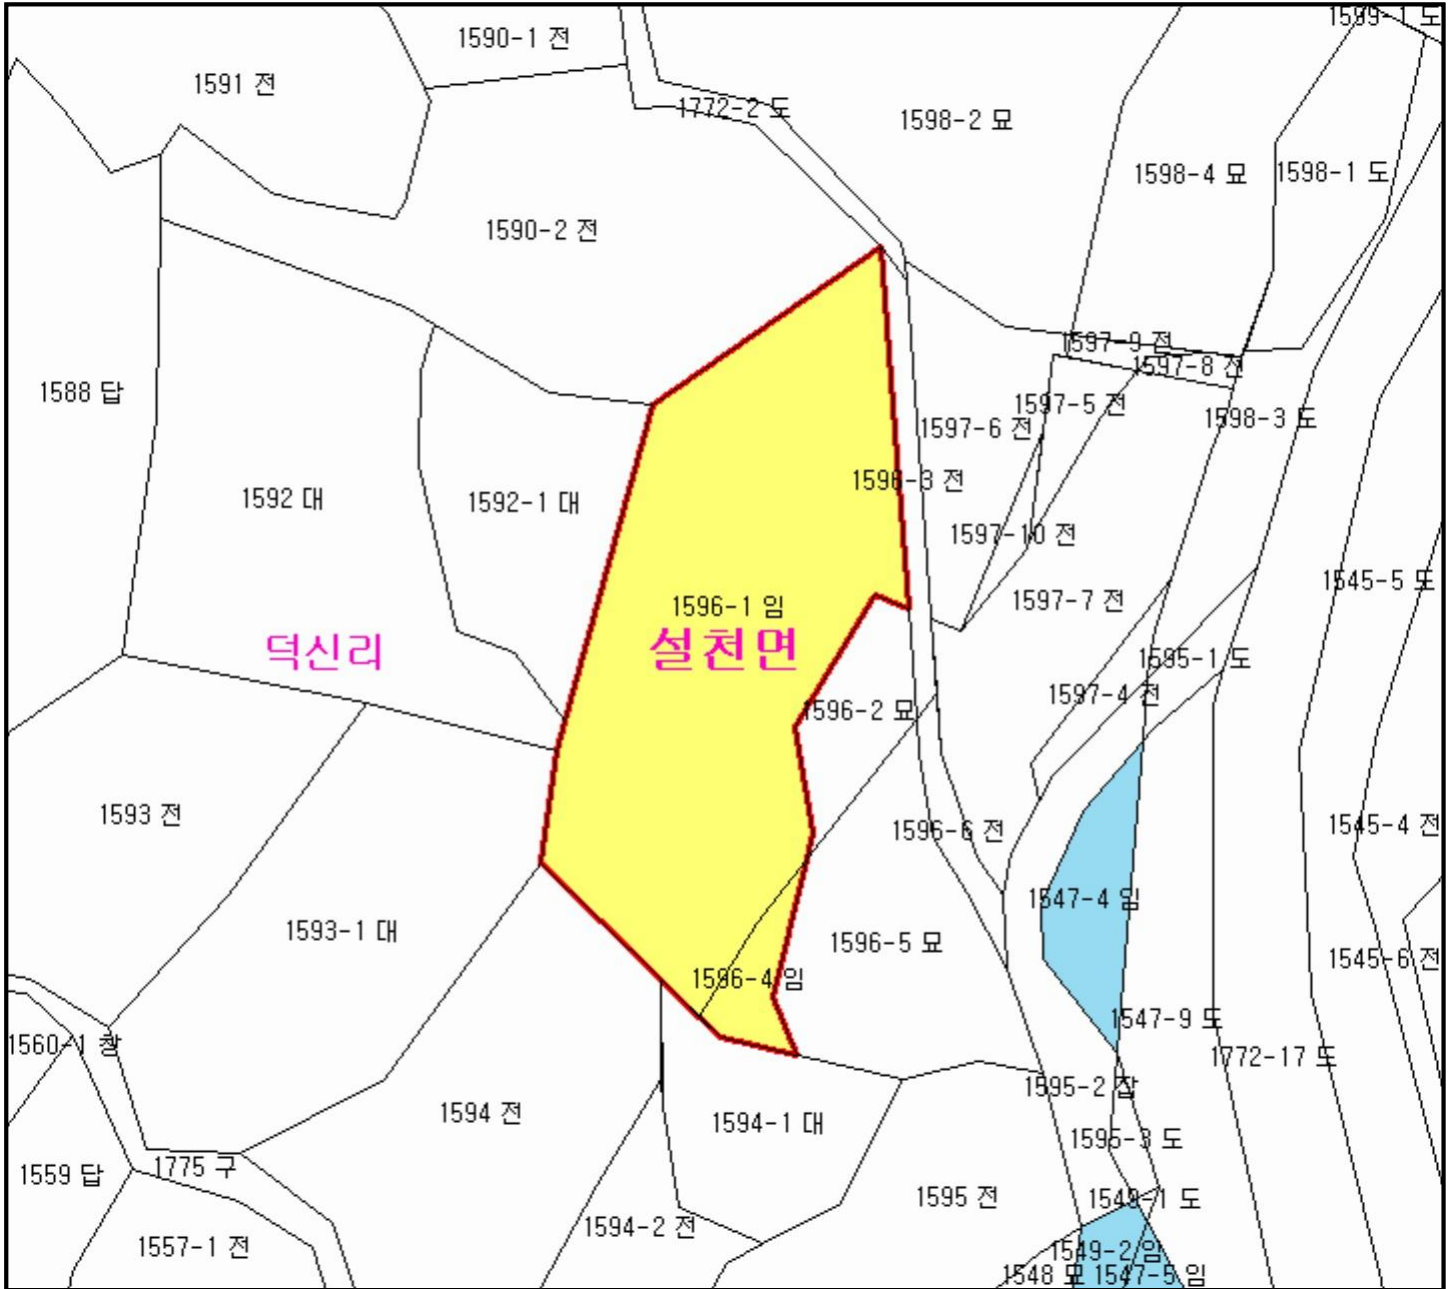 1599-1 도
1590-1 전
1591 전
1772-2 도
1598-2 묘
1598-4 묘
1598-1 도
1590-2 전
1597-9 전
1597-8 전
1588 답
1597-5 전
1598-3 도
1597-6 전
1596-3 전
1592 대
1592-1 대
1597-10 전
1545-5 도
1596-1 임
1597-7 전
덕신리
설천면
1595-1 도
1597-4 전
1596-2 묘
1593 전
1596-6 전
1545-4 전
1547-4 임
1593-1 대
1596-5 묘
1545-6 전
1596-4 임
1547-9 도
1560-1 창
1772-17 도
1595-2 잡
1594 전
1594-1 대
1595-3 도
1775 구
1559 답
1595 전
1549-1 도
1594-2 전
1557-1 전
1549-2 임
1548 묘
1547-5 임